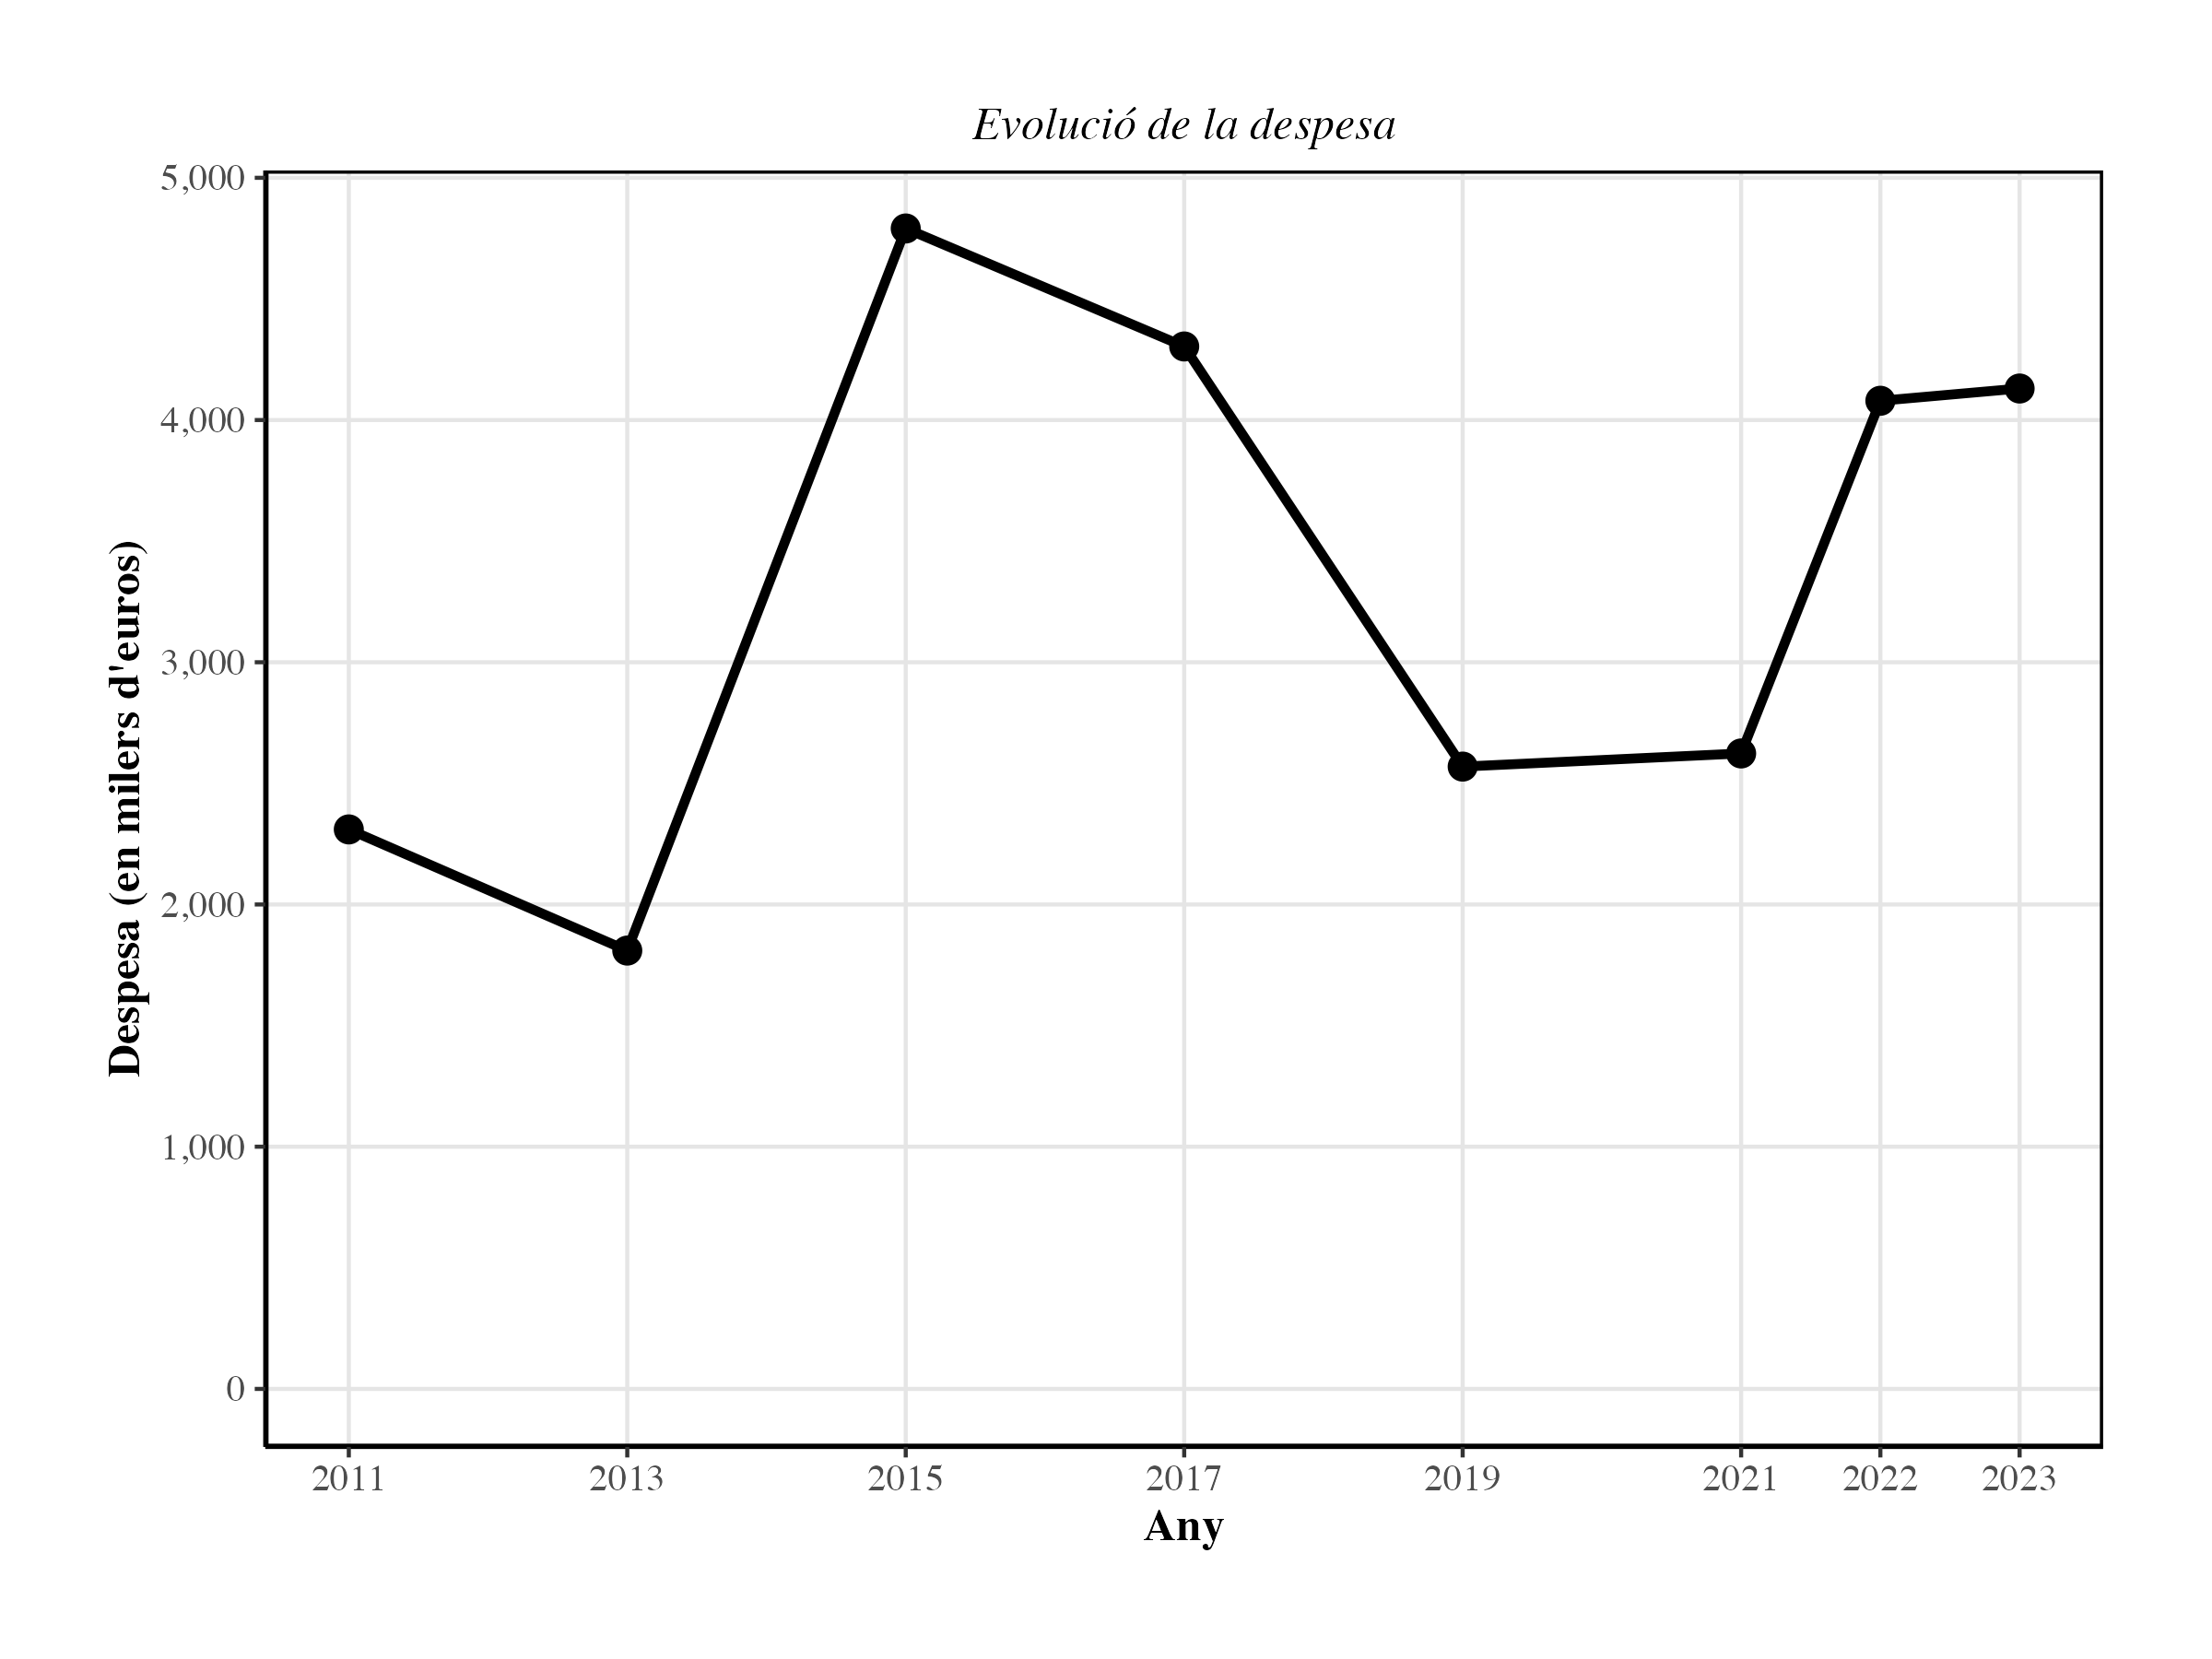 Evolució de la despesa
5,000
4,000
3,000
2,000
1,000
0
Despesa (en milers d'euros)
2011 2013 2015 2017 2019 2021 2022 2023
Any